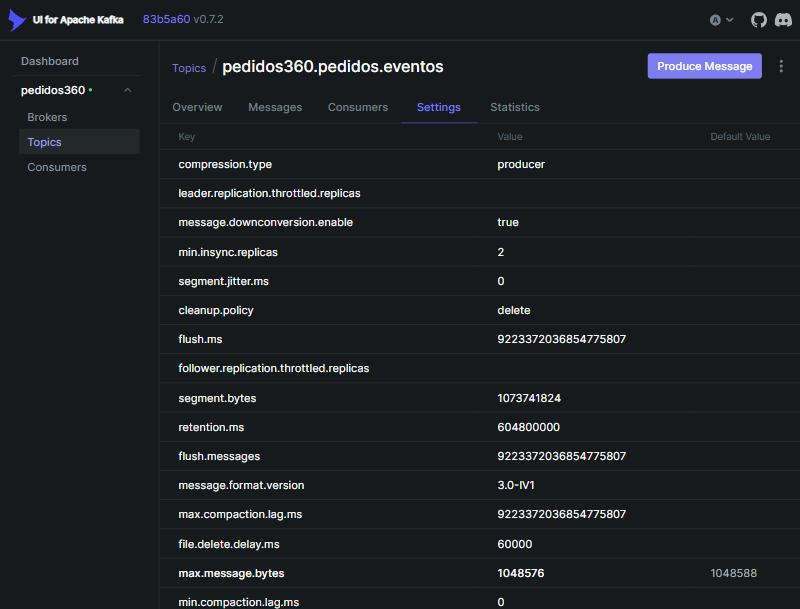 UI for Apache Kafka 83b5a60 v0.7.2
A
Dashboard
pedidos360
Brokers
Topics
Consumers
Topics / pedidos360.pedidos.eventos
Produce Message
Overview Messages Consumers Settings Statistics
Key Value Default Value
compression.type producer
leader.replication.throttled.replicas
message.downconversion.enable true
min.insync.replicas 2
segment.jitter.ms 0
cleanup.policy delete
flush.ms 9223372036854775807
follower.replication.throttled.replicas
segment.bytes 1073741824
retention.ms 604800000
flush.messages 9223372036854775807
message.format.version 3.0-IV1
max.compaction.lag.ms 9223372036854775807
file.delete.delay.ms 60000
max.message.bytes 1048576 1048588
min.compaction.lag.ms 0